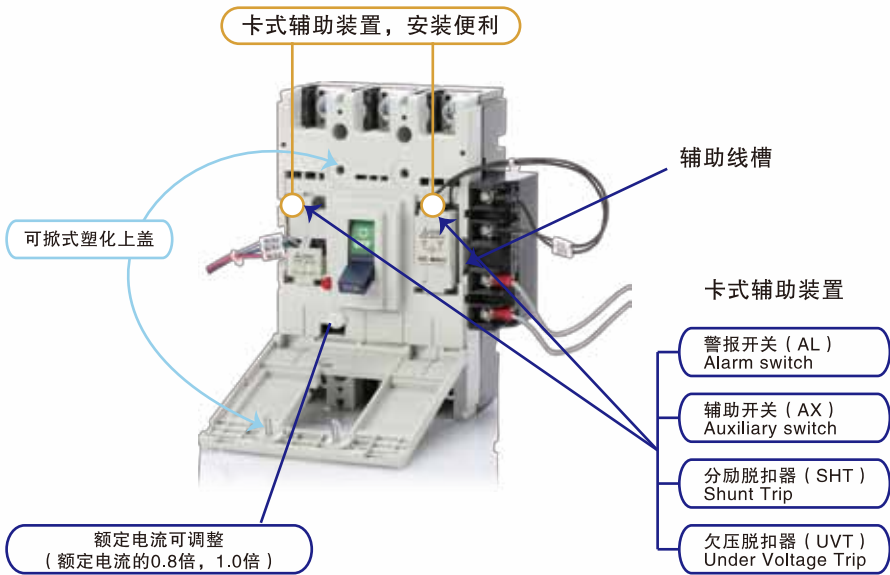 卡式辅助装置，安装便利
辅助线槽
可掀式塑化上盖
卡式辅助装置
警报开关（AL）
Alarm switch
辅助开关（AX）
Auxiliary switch
分励脱扣器（SHT）
Shunt Trip
欠压脱扣器（UVT）
Under Voltage Trip
额定电流可调整
（额定电流的0.8倍，1.0倍）